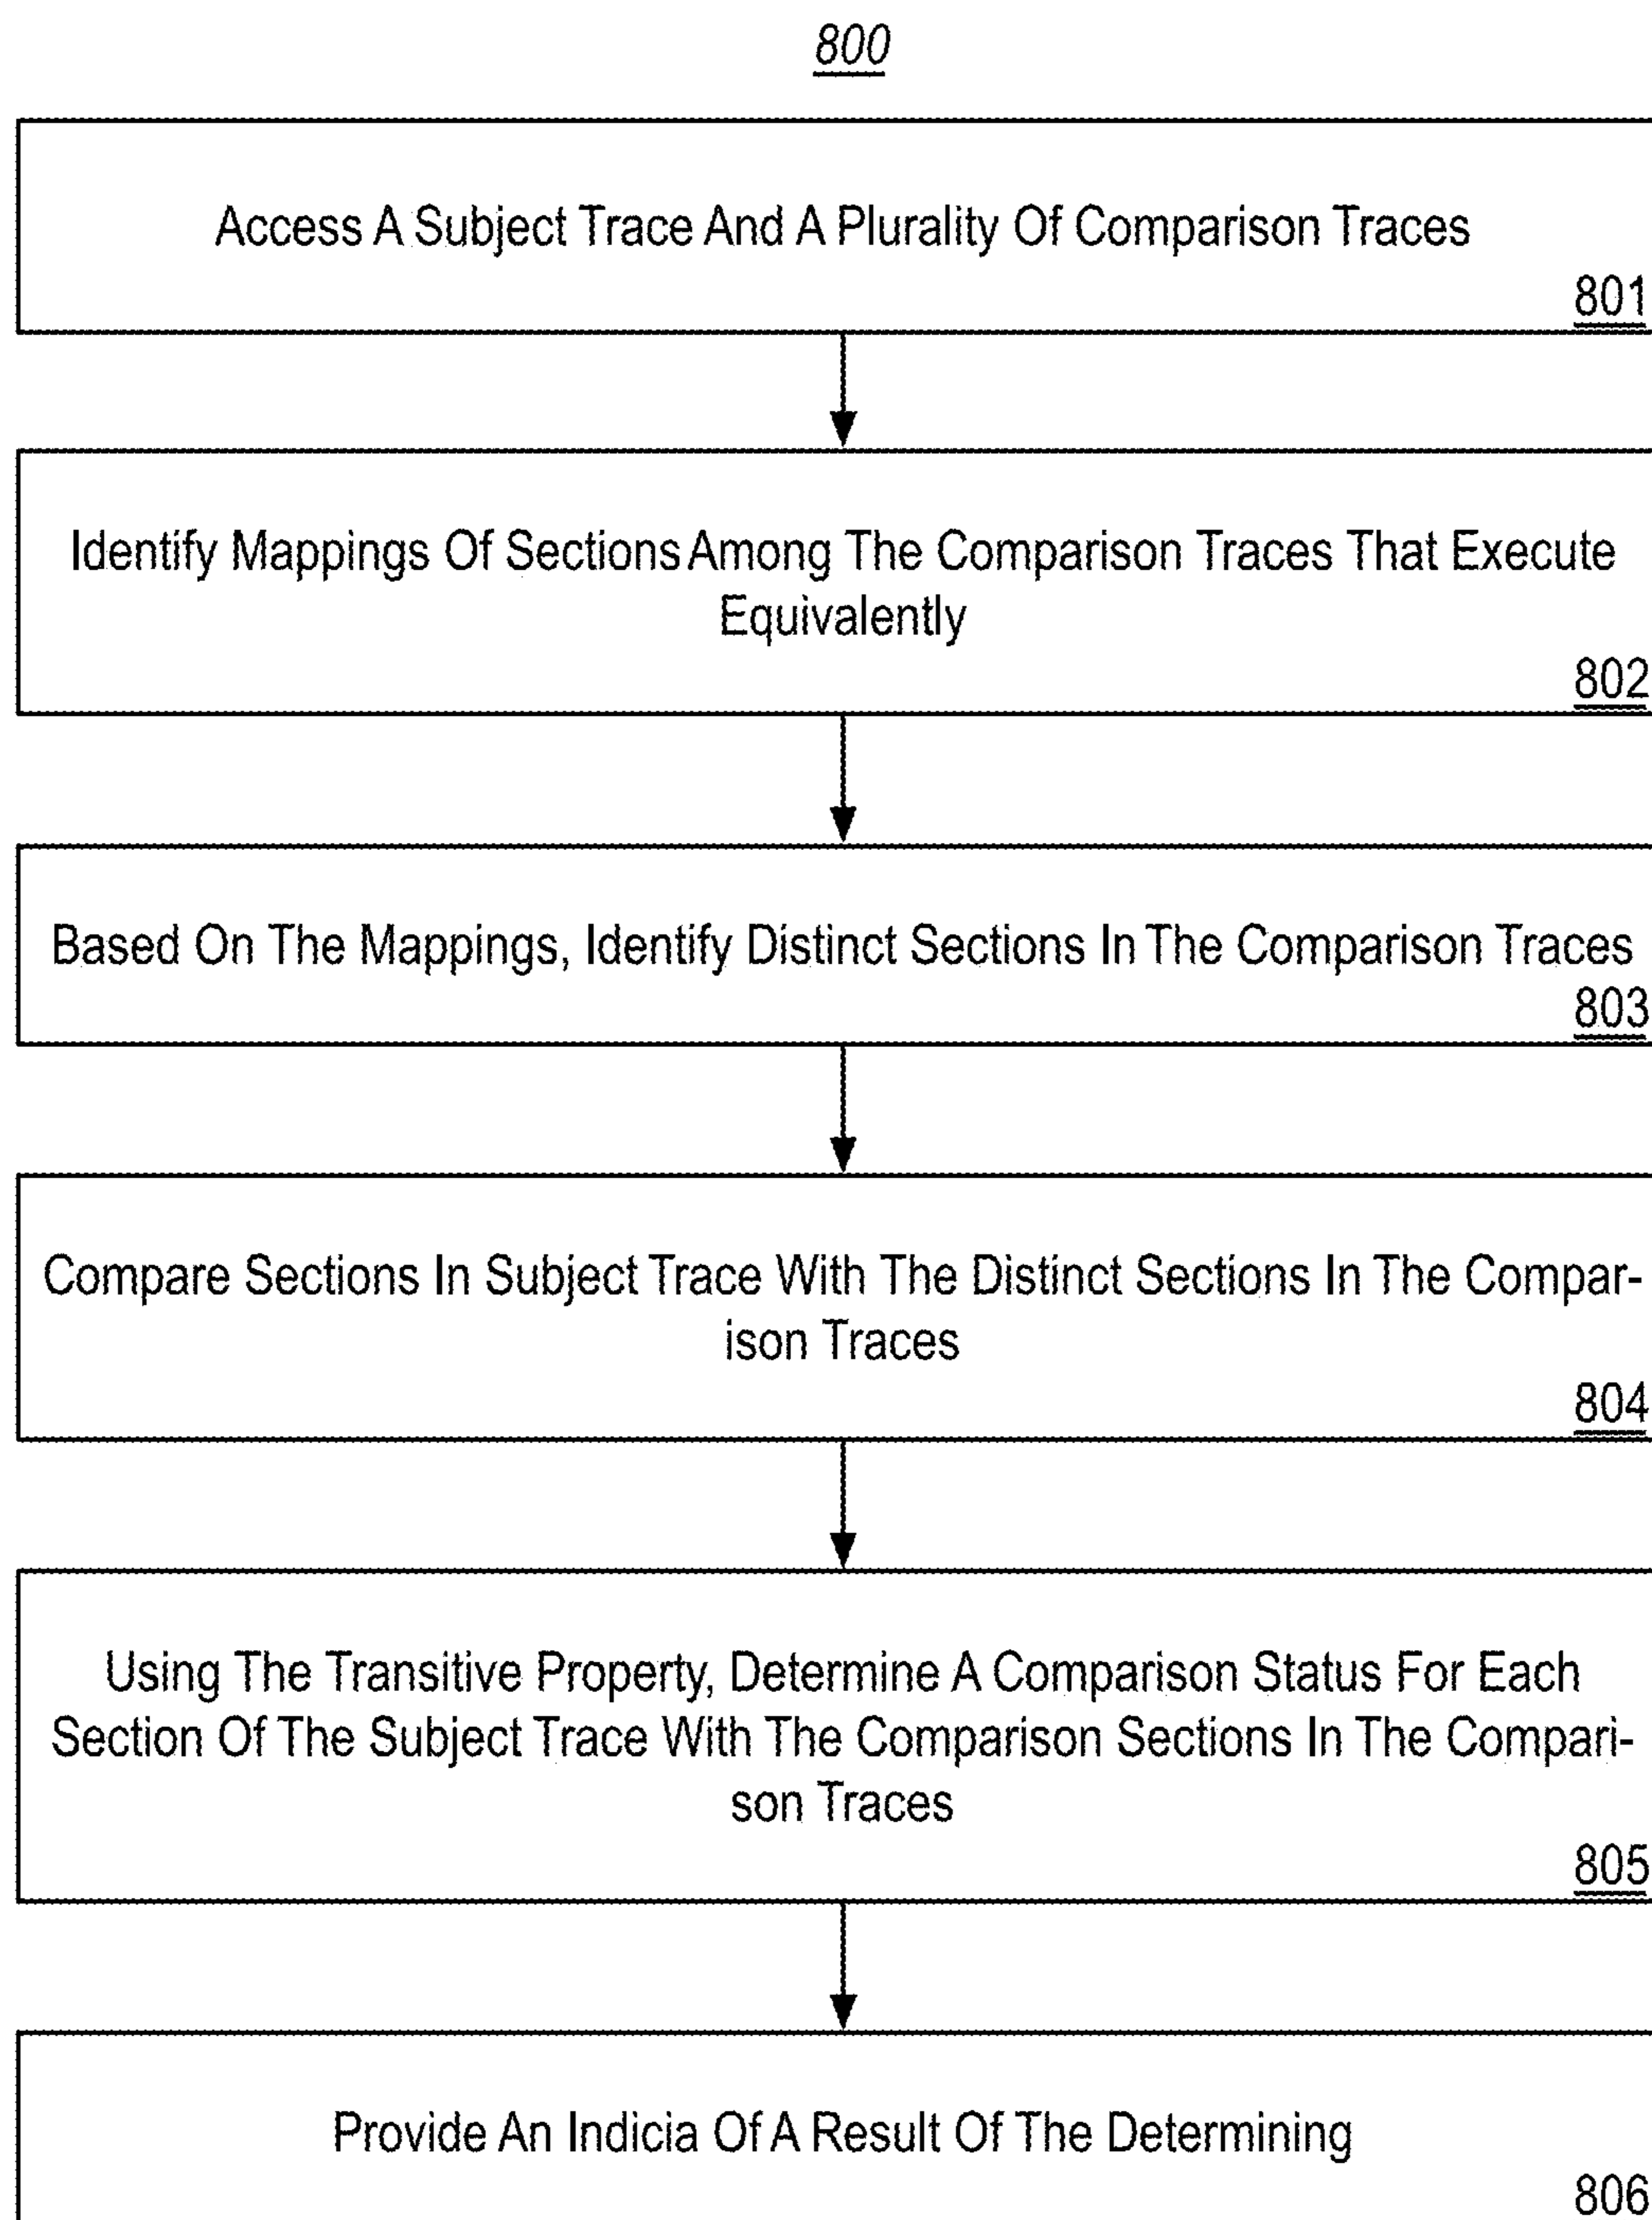 800
Access A Subject Trace And A Plurality Of Comparison Traces
801
Identify Mappings Of Sections Among The Comparison Traces That Execute
Equivalently
802
Based On The Mappings, Identify Distinct Sections In The Comparison Traces
803
Compare Sections In Subject Trace With The Distinct Sections In The Compar-
ison Traces
804
Using The Transitive Property, Determine A Comparison Status For Each
Section Of The Subject Trace With The Comparison Sections In The Compari-
son Traces
805
Provide An Indicia Of A Result Of The Determining
806